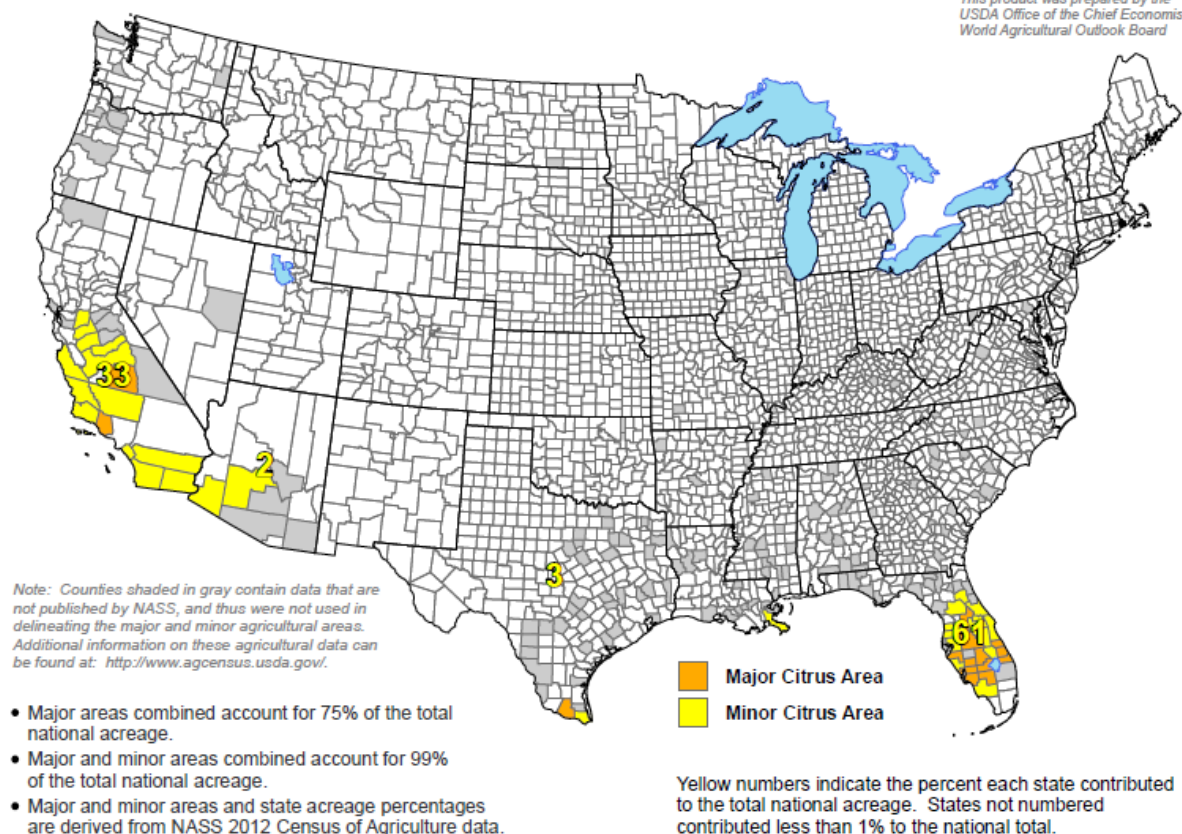 This product was prepared by the
USDA Office of the Chief Economis
World Agricultural Outlook Board
33
2
3
61
Note: Counties shaded in gray contain data that are
not published by NASS, and thus were not used in
delineating the major and minor agricultural areas.
Additional information on these agricultural data can
be found at: http://www.agcensus.usda.gov/.
Major Citrus Area
Minor Citrus Area
• Major areas combined account for 75% of the total
national acreage.
• Major and minor areas combined account for 99%
of the total national acreage.
• Major and minor areas and state acreage percentages
are derived from NASS 2012 Census of Agriculture data.
Yellow numbers indicate the percent each state contributed
to the total national acreage. States not numbered
contributed less than 1% to the national total.